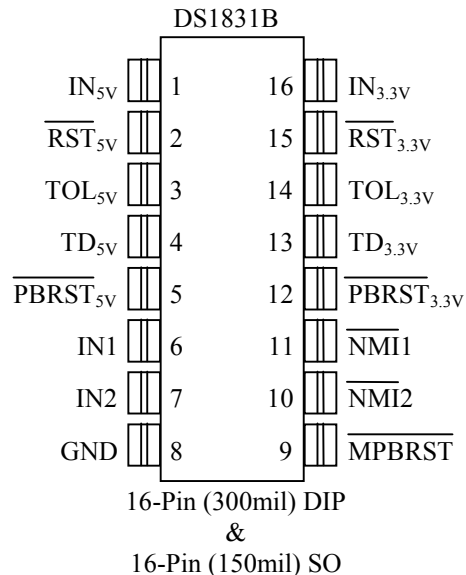 DS1831B
IN5V 1 16 IN3.3V
RST5V 2 15 RST3.3V
TOL5V 3 14 TOL3.3V
TD5V 4 13 TD3.3V
PBRST5V 5 12 PBRST3.3V
IN1 6 11 NMI1
IN2 7 10 NMI2
GND 8 9 MPBRST
16-Pin (300mil) DIP
&
16-Pin (150mil) SO